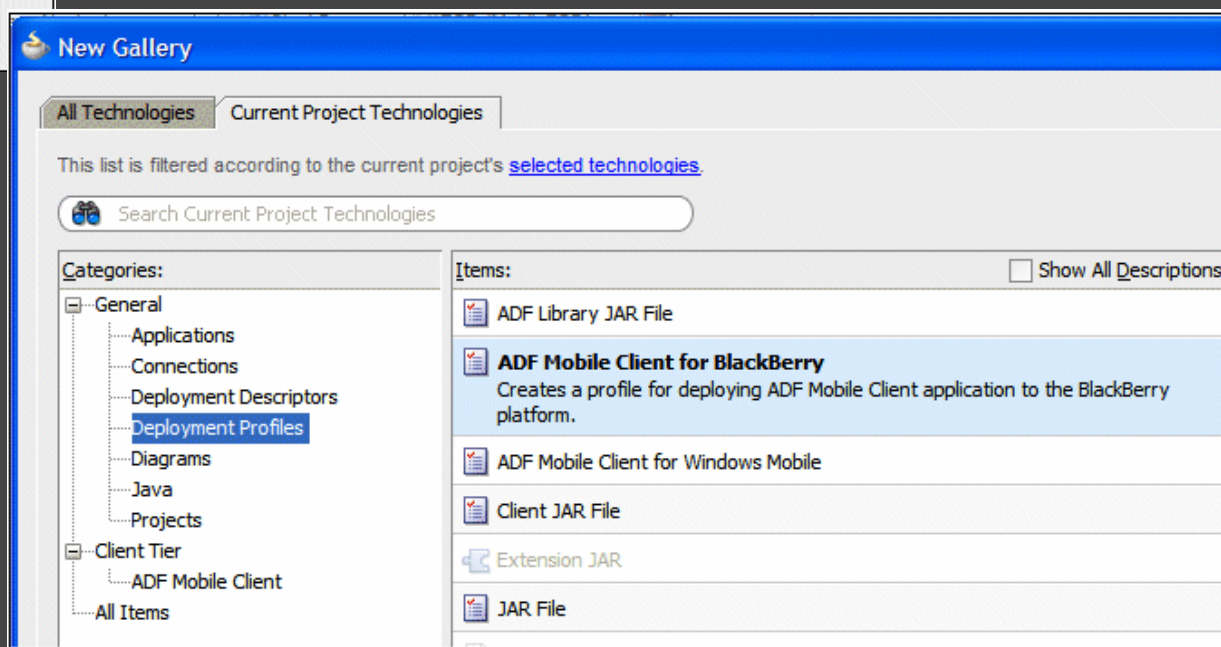 New Gallery
All Technologies
Current Project Technologies
This list is filtered according to the current project's selected technologies.
Search Current Project Technologies
Categories:
General
Applications
Connections
Deployment Descriptors
Deployment Profiles
Diagrams
Java
Projects
Client Tier
ADF Mobile Client
All Items
Items:
Show All Descriptions
ADF Library JAR File
ADF Mobile Client for BlackBerry
Creates a profile for deploying ADF Mobile Client application to the BlackBerry
platform.
ADF Mobile Client for Windows Mobile
Client JAR File
Extension JAR
JAR File